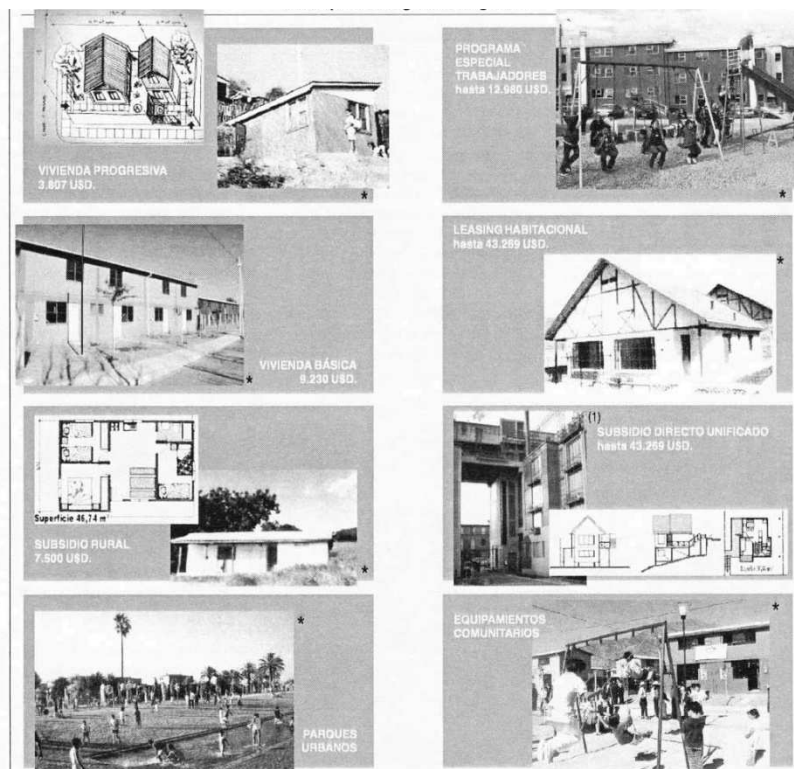 VIVIENDA PROGRESIVA
3.807 USD.
*
PROGRAMA
ESPECIAL
TRABAJADORES
hasta 12.980 USD.
*
VIVIENDA BÁSICA
9.230 USD.
*
LEASING HABITACIONAL
hasta 43.269 USD.
*
Superficie 46,74 m²
SUBSIDIO RURAL
7.500 USD.
*
(1)
SUBSIDIO DIRECTO UNIFICADO
hasta 43.269 USD.
*
PARQUES
URBANOS
*
EQUIPAMIENTOS
COMUNITARIOS
*